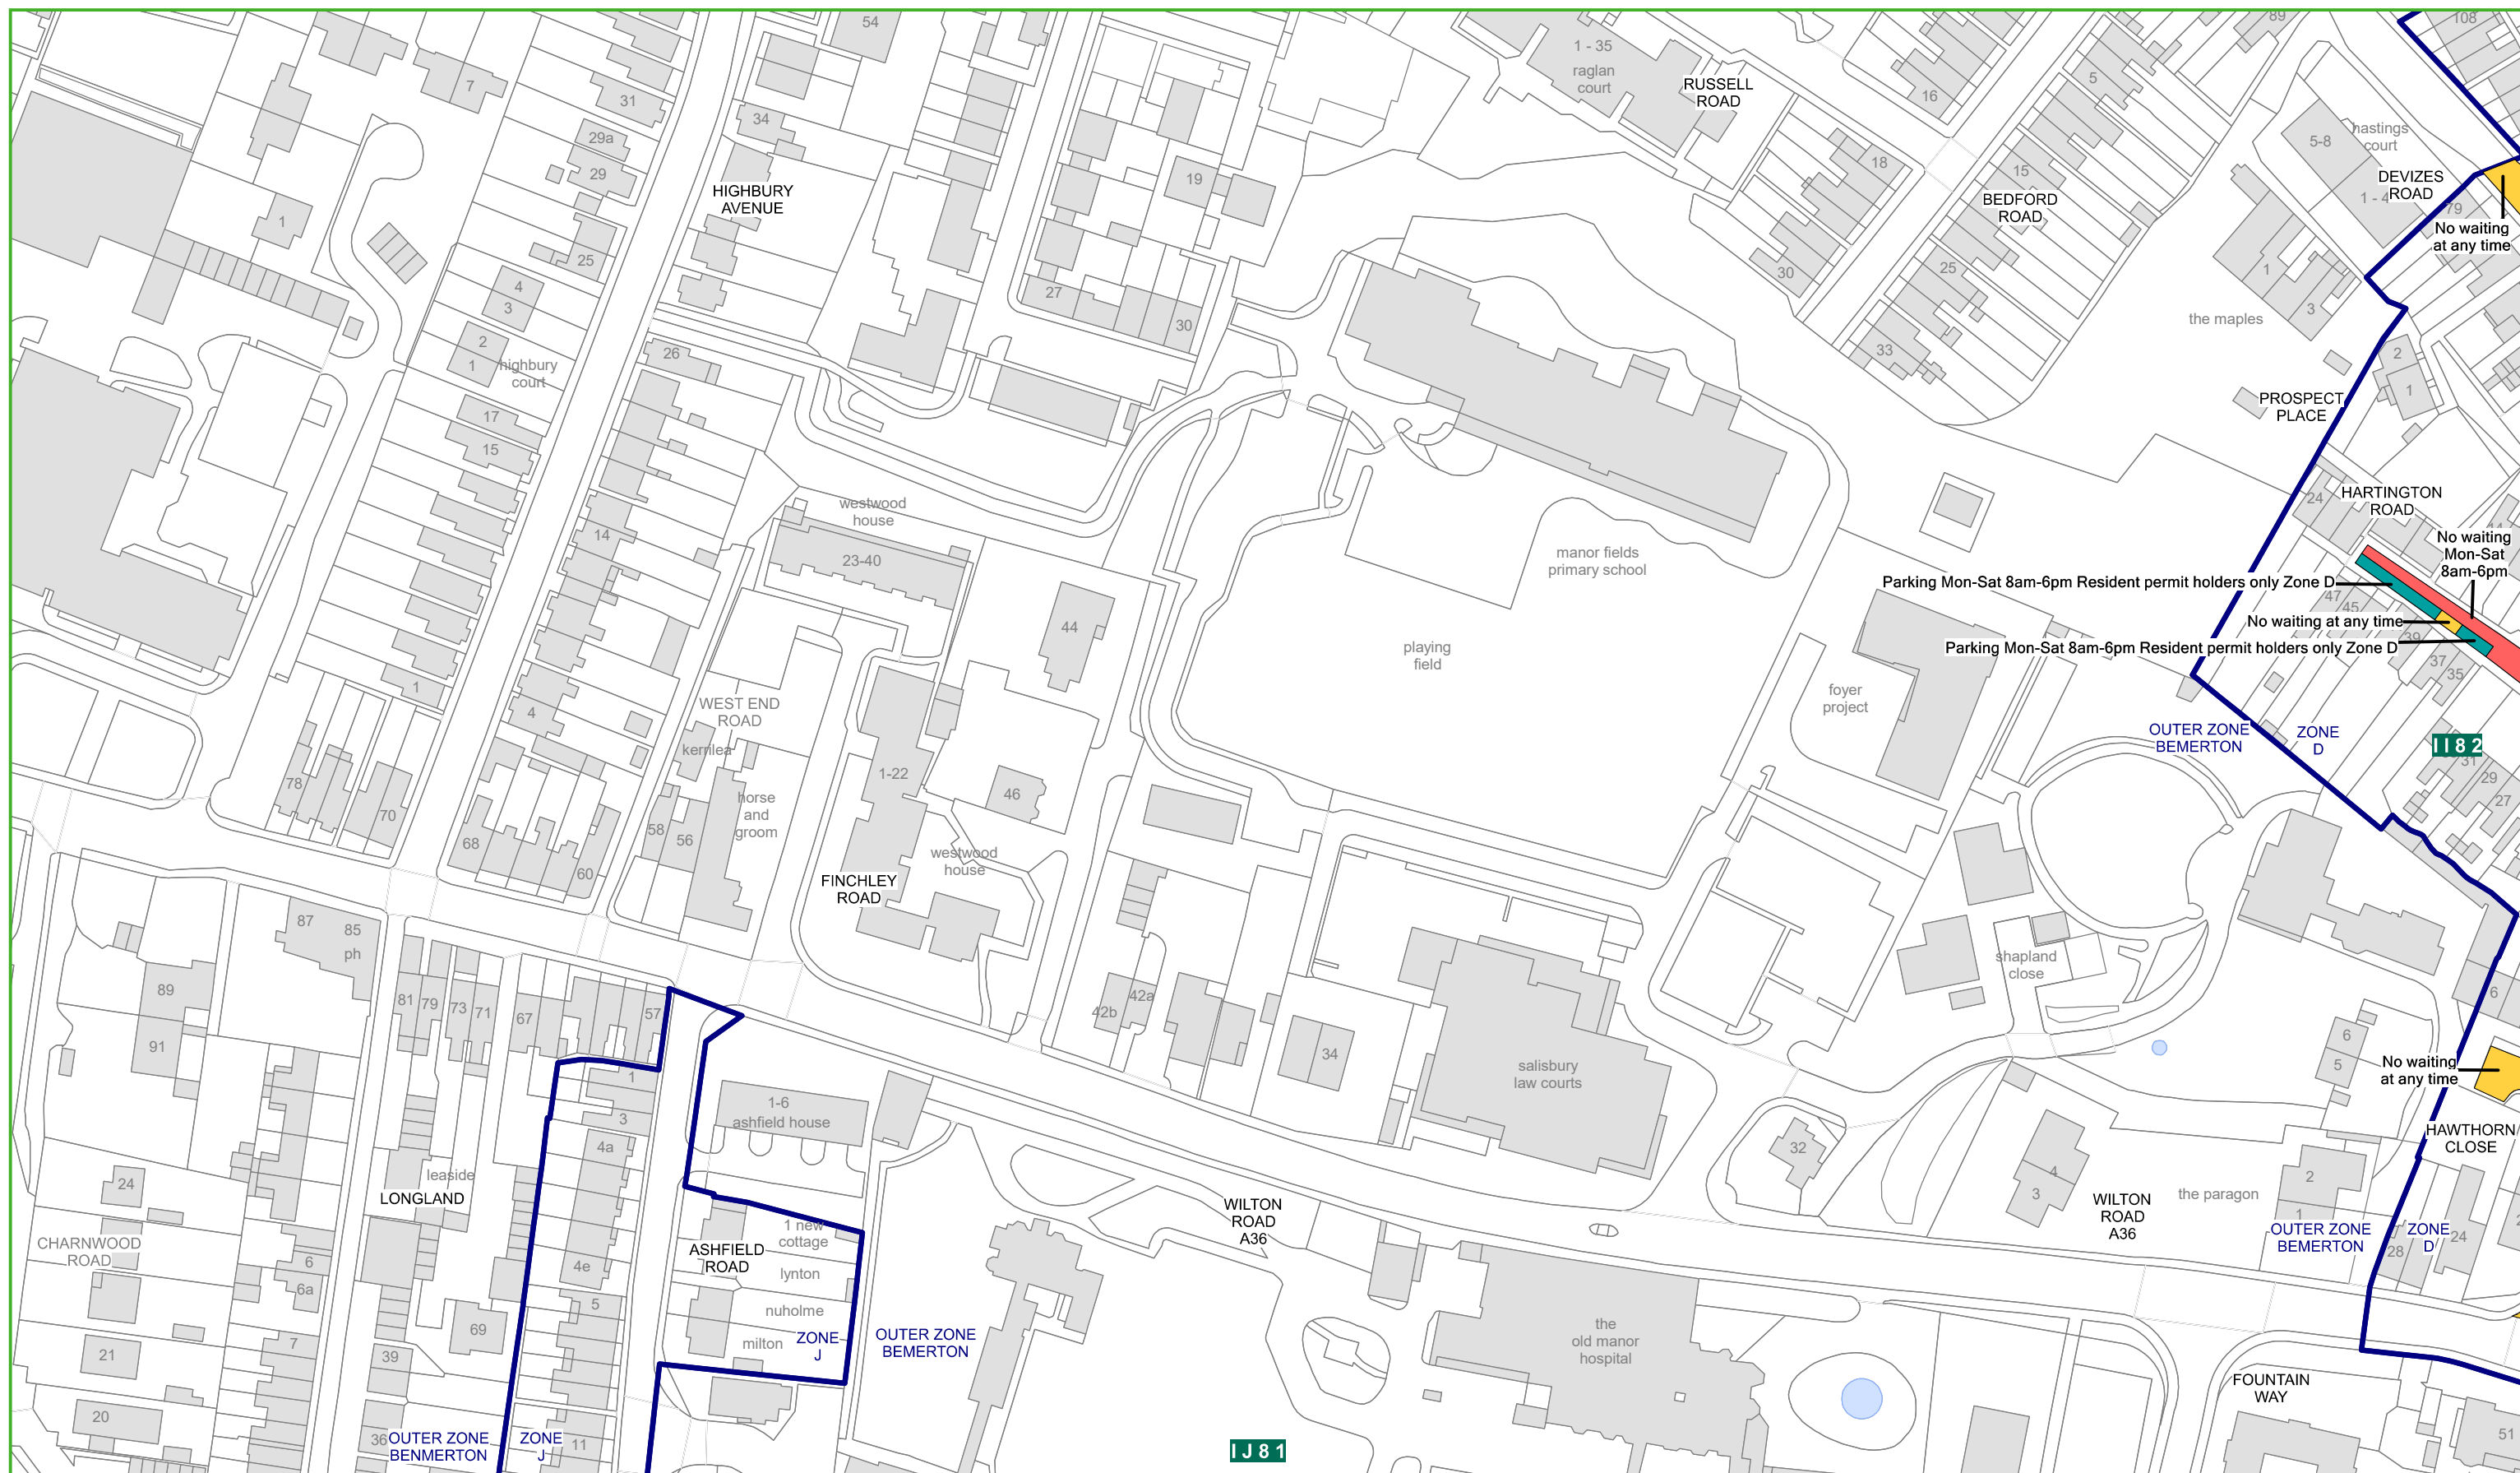 54
108
89
1 - 35
raglan
court
RUSSELL
ROAD
5
7
31
16
34
29a
29
hastings
court
5-8
18
19
15
HIGHBURY
AVENUE
BEDFORD
ROAD
DEVIZES
ROAD
1 - 4
79
No waiting
at any time
1
25
4
3
27
30
30
25
1
3
the maples
2
1
highbury
court
26
33
2
1
PROSPECT
PLACE
17
15
HARTINGTON
ROAD
24
westwood
house
14
23-40
manor fields
primary school
No waiting
Mon-Sat
8am-6pm
Parking Mon-Sat 8am-6pm Resident permit holders only Zone D
47
45
No waiting at any time
39
Parking Mon-Sat 8am-6pm Resident permit holders only Zone D
37
35
44
playing
field
1
4
WEST END
ROAD
kerrilea
foyer
project
OUTER ZONE
BEMERTON
ZONE
D
I I 8 2
31
29
27
78
70
68
60
58
56
horse
and
groom
1-22
46
westwood
house
FINCHLEY
ROAD
87
85
ph
89
91
81
79
73
71
67
57
42b
42a
34
salisbury
law courts
shapland
close
6
6
5
No waiting
at any time
1
3
1-6
ashfield house
4a
32
4
3
HAWTHORN
CLOSE
24
leaside
LONGLAND
CHARNWOOD
ROAD
6
6a
4e
5
1 new
cottage
ASHFIELD
ROAD
lynton
nuholme
milton
ZONE
J
OUTER ZONE
BEMERTON
WILTON
ROAD
A36
WILTON
ROAD
A36
the paragon
2
1
OUTER ZONE
BEMERTON
ZONE
D
28
24
69
7
21
39
the
old manor
hospital
FOUNTAIN
WAY
20
36
OUTER ZONE
BENMERTON
ZONE
J
11
I J 8 1
51